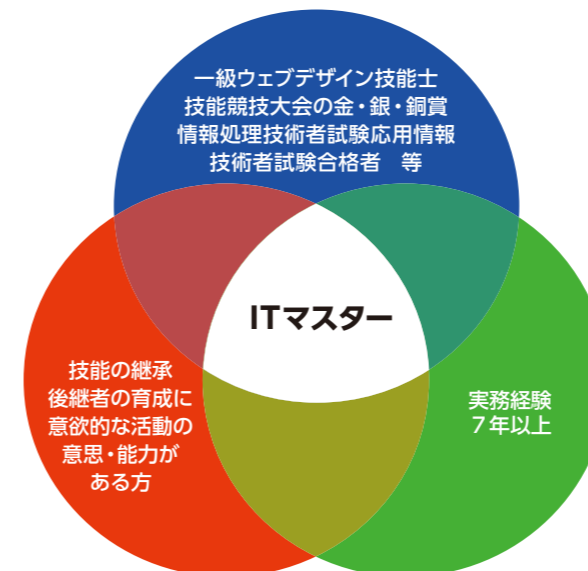 一級ウェブデザイン技能士
技能競技大会の金・銀・銅賞
情報処理技術者試験応用情報
技術者試験合格者　等
ITマスター
技能の継承
後継者の育成に
意欲的な活動の
意思・能力が
ある方
実務経験
７年以上